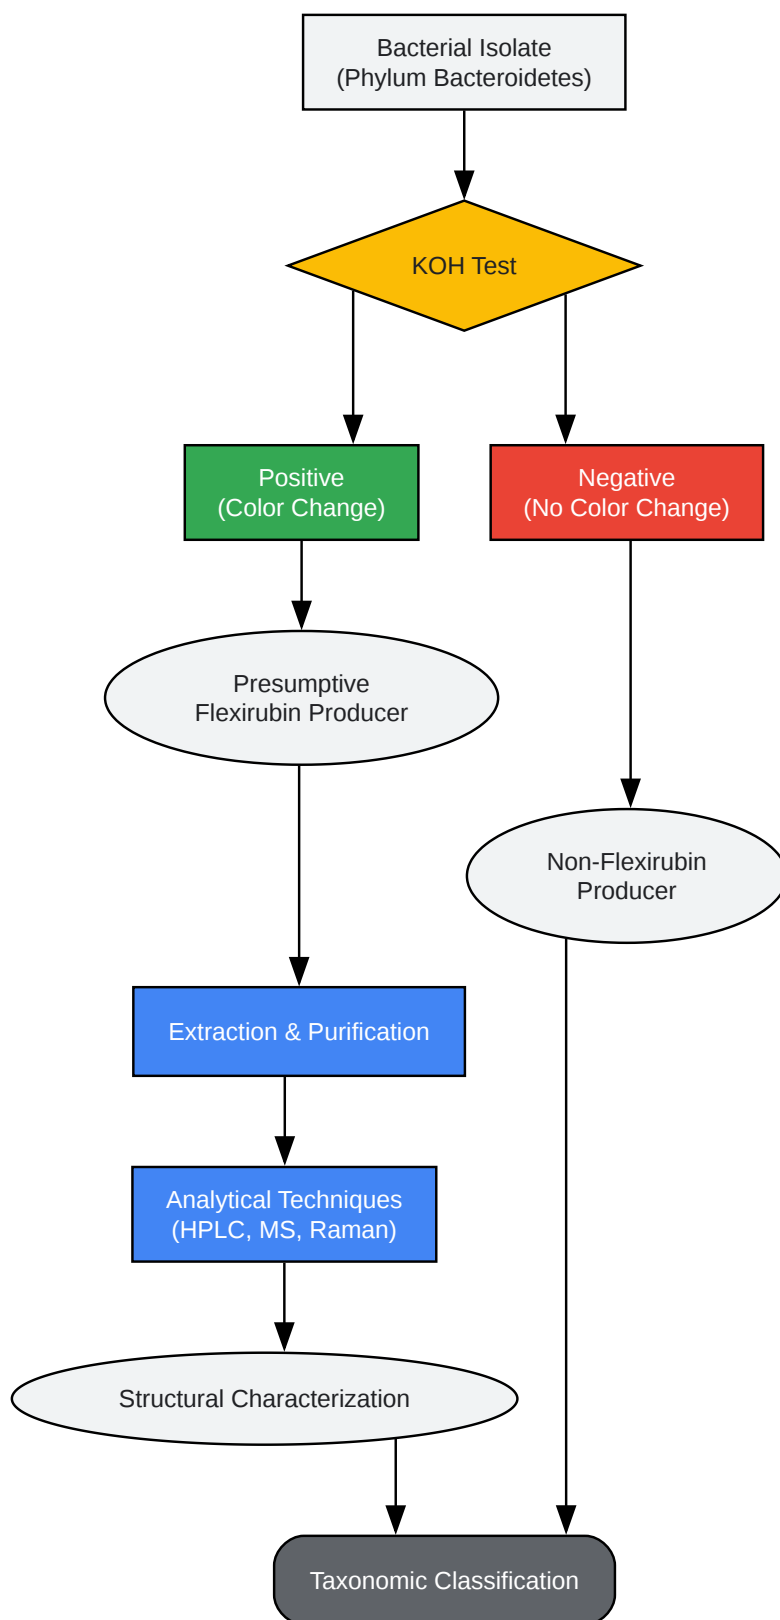 Bacterial Isolate
(Phylum Bacteroidetes)
KOH Test
Positive
(Color Change)
Negative
(No Color Change)
Presumptive
Flexirubin Producer
Non-Flexirubin
Producer
Extraction & Purification
Analytical Techniques
(HPLC, MS, Raman)
Structural Characterization
Taxonomic Classification